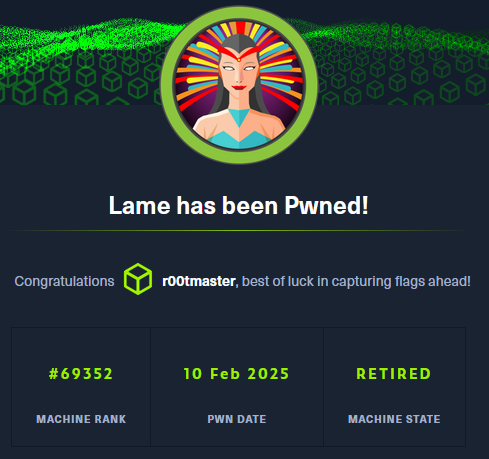 Lame has been Pwned!
Congratulations r00tmaster, best of luck in capturing flags ahead!
#69352 10 Feb 2025 RETIRED
MACHINE RANK PWN DATE MACHINE STATE